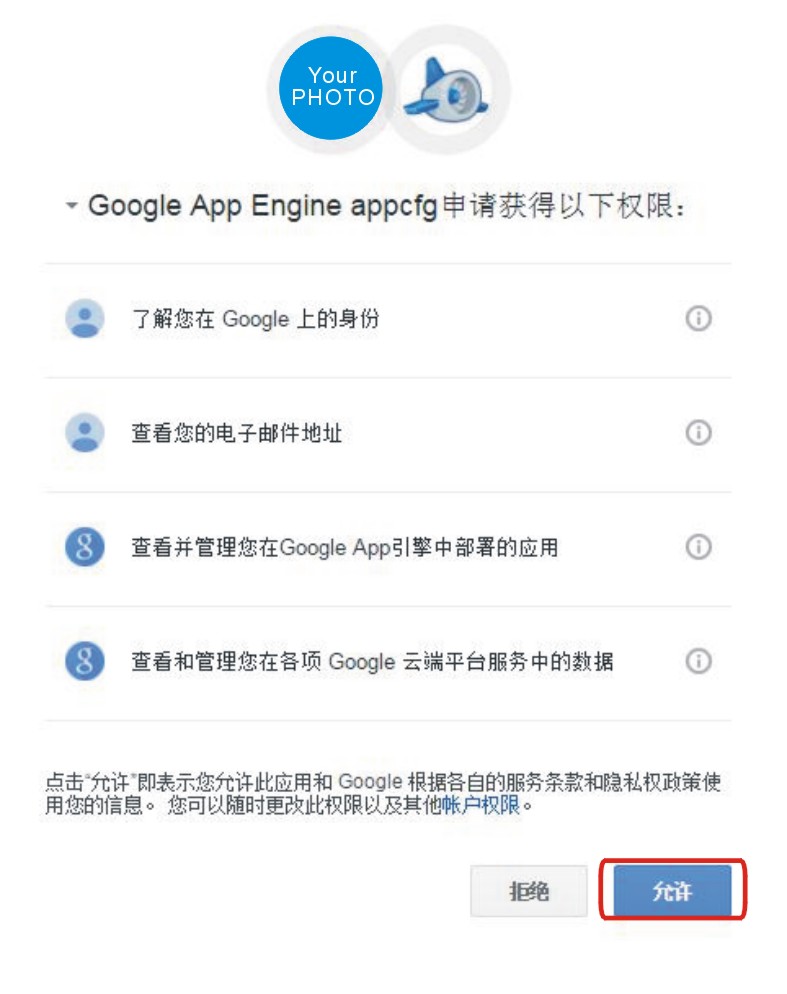 Your
PHOTO
Google App Engine appcfg申请获得以下权限：
了解您在 Google 上的身份
查看您的电子邮件地址
查看并管理您在Google App引擎中部署的应用
查看和管理您在各项 Google 云端平台服务中的数据
点击“允许”即表示您允许此应用和 Google 根据各自的服务条款和隐私权政策使
用您的信息。 您可以随时更改此权限以及其他帐户权限。
拒绝
允许